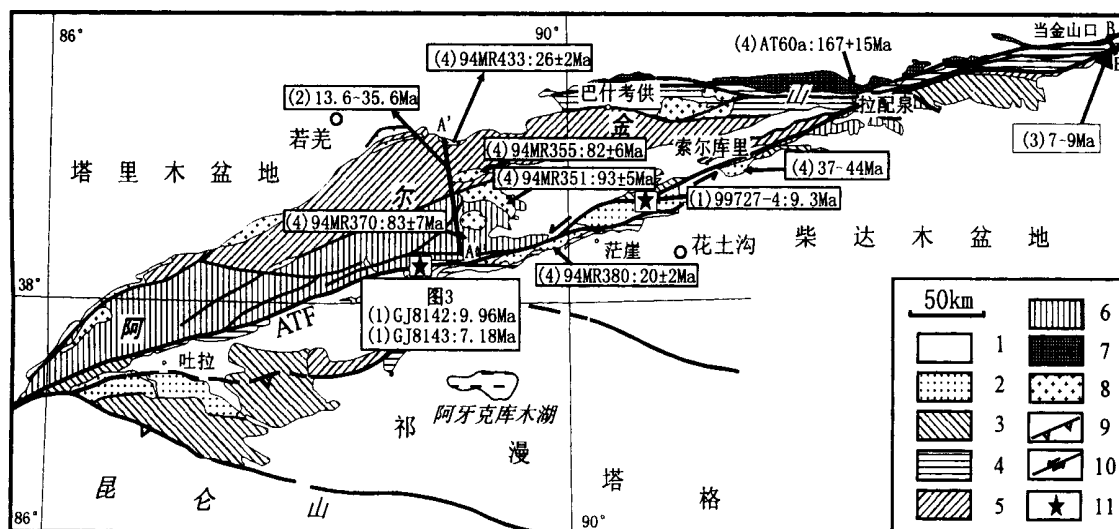 86°
90°
当金山口 B
(4)AT60a:167+15Ma
(4)94MR433:26±2Ma
(2)13.6-35.6Ma
巴什考供
拉配泉
A'
若羌
金
索尔库里
(3)7-9Ma
(4)94MR355:82±6Ma
塔里木盆地
(4)37-44Ma
(4)94MR351:93±5Ma
尔
(1)99727-4:9.3Ma
(4)94MR370:83±7Ma
柴达木盆地
茫崖
花土沟
(4)94MR380:20±2Ma
38°
图3
(1)GJ8142:9.96Ma
(1)GJ8143:7.18Ma
阿
ATF
吐拉
阿牙克库木湖
祁
漫
塔
格
昆仑山
86°
90°
50km
1
2
3
4
5
6
7
8
9
10
11